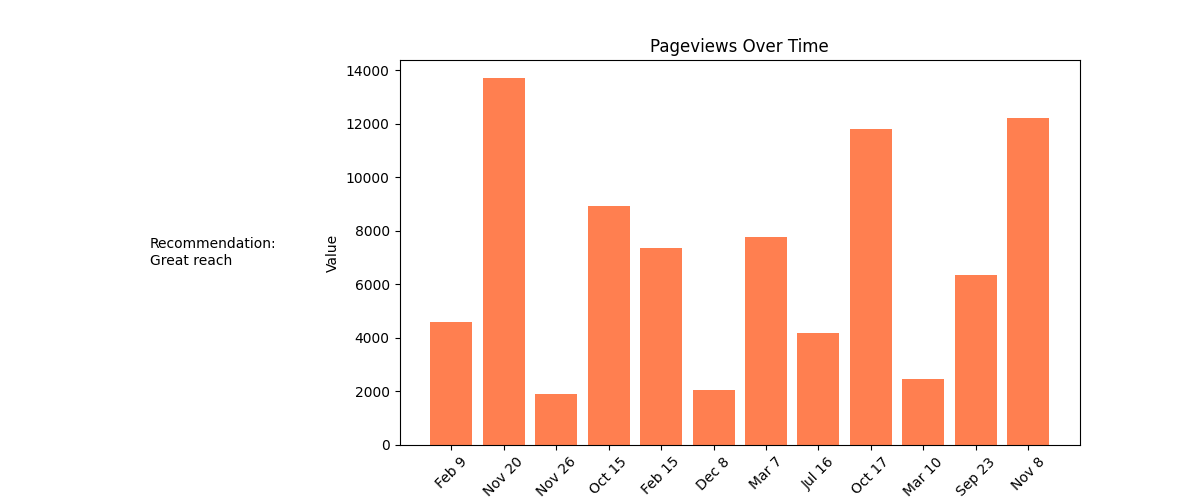 Pageviews Over Time
Recommendation:
Great reach
Value
14000
12000
10000
8000
6000
4000
2000
0
Feb 9
Nov 20
Nov 26
Oct 15
Feb 15
Dec 8
Mar 7
Jul 16
Oct 17
Mar 10
Sep 23
Nov 8